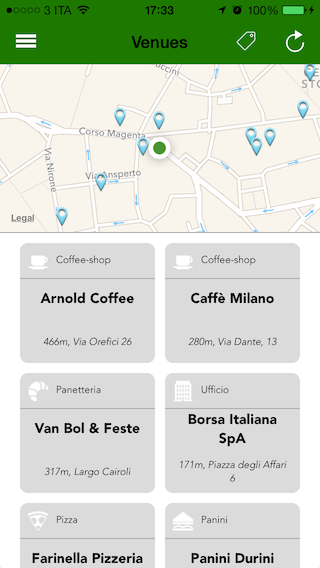 3 ITA 17:33 100%
Venues
Corso Magenta
Via Nirone
Via Ansperto
Legal
Coffee-shop
Arnold Coffee
466m, Via Orefici 26
Coffee-shop
Caffè Milano
280m, Via Dante, 13
Panetteria
Van Bol & Feste
317m, Largo Cairoli
Ufficio
Borsa Italiana
SpA
171m, Piazza degli Affari
6
Pizza
Farinella Pizzeria
Panini
Panini Durini